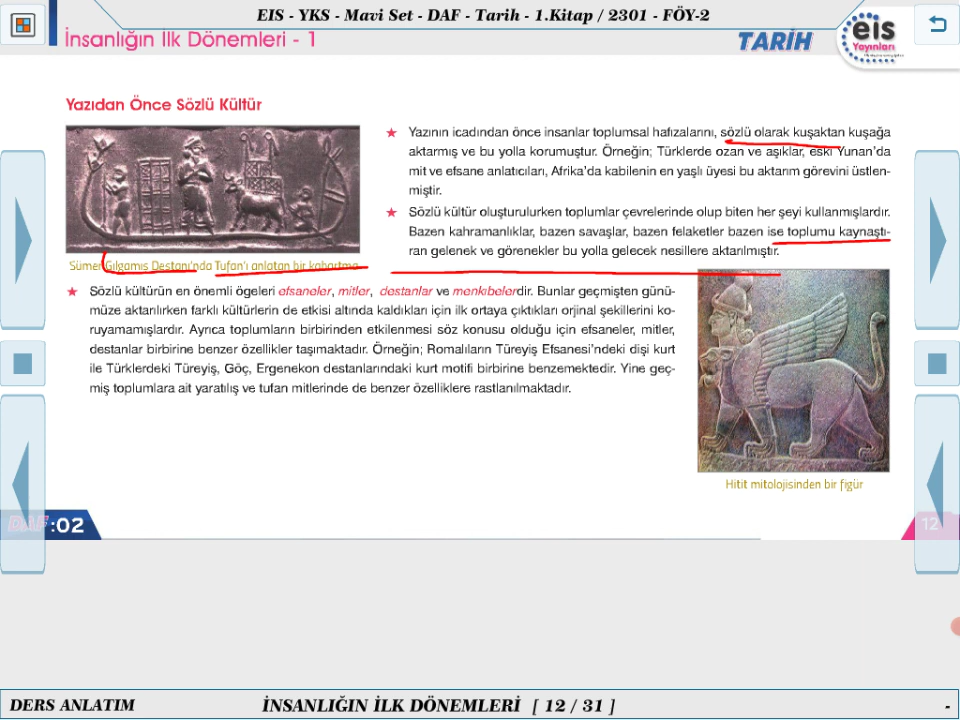 EIS - YKS - Mavi Set - DAF - Tarih - 1.Kitap / 2301 - FÖY-2
İnsanlığın İlk Dönemleri - 1
TARİH
eis
Yayınları
Yazıdan Önce Sözlü Kültür
★ Yazının icadından önce insanlar toplumsal hafızalarını, sözlü olarak kuşaktan kuşağa
aktarmış ve bu yolla korumuştur. Örneğin; Türklerde ozan ve aşıklar, eski Yunan'da
mit ve efsane anlatıcıları, Afrika'da kabilenin en yaşlı üyesi bu aktarım görevini üstlen-
miştir.
★ Sözlü kültür oluşturulurken toplumlar çevrelerinde olup biten her şeyi kullanmışlardır.
Bazen kahramanlıklar, bazen savaşlar, bazen felaketler bazen ise toplumu kaynaştı-
ran gelenek ve görenekler bu yolla gelecek nesillere aktarılmıştır.
Sümer Gılgamış Destanı'nda Tufan'ı anlatan bir kabartma
★ Sözlü kültürün en önemli ögeleri efsaneler, mitler, destanlar ve menkıbelerdir. Bunlar geçmişten günü-
müze aktarılırken farklı kültürlerin de etkisi altında kaldıkları için ilk ortaya çıktıkları orjinal şekillerini ko-
ruyamamışlardır. Ayrıca toplumların birbirinden etkilenmesi söz konusu olduğu için efsaneler, mitler,
destanlar birbirine benzer özellikler taşımaktadır. Örneğin; Romalıların Türeyiş Efsanesi'ndeki dişi kurt
ile Türklerdeki Türeyiş, Göç, Ergenekon destanlarındaki kurt motifi birbirine benzemektedir. Yine geç-
miş toplumlara ait yaratılış ve tufan mitlerinde de benzer özelliklere rastlanılmaktadır.
Hitit mitolojisinden bir figür
DAF:02
12
DERS ANLATIM
İNSANLIĞIN İLK DÖNEMLERİ [ 12 / 31 ]
-